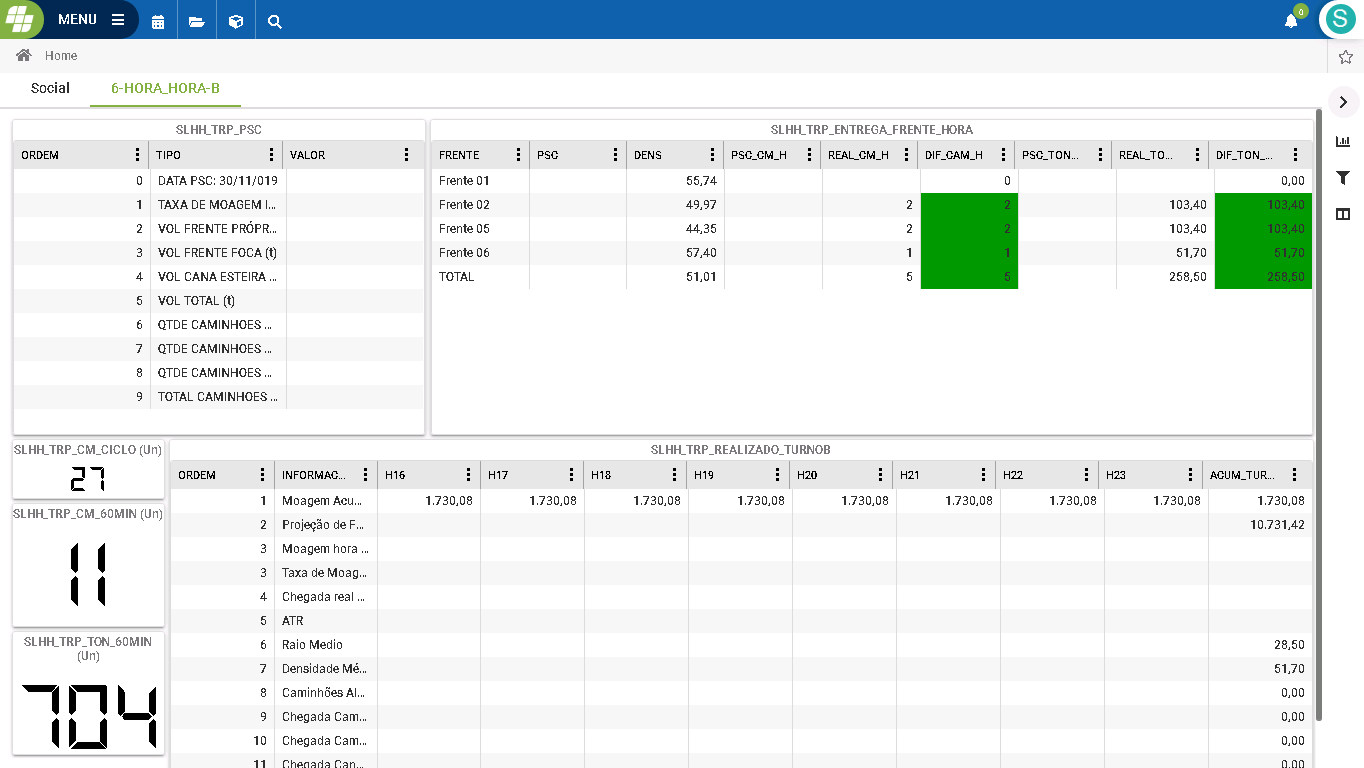 MENU
0
S
Home
Social 6-HORA_HORA-B
SLHH_TRP_PSC
ORDEM TIPO VALOR
0 DATA PSC: 30/11/019
1 TAXA DE MOAGEM I...
2 VOL FRENTE PRÓPR...
3 VOL FRENTE FOCA (t)
4 VOL CANA ESTEIRA ...
5 VOL TOTAL (t)
6 QTDE CAMINHOES ...
7 QTDE CAMINHOES ...
8 QTDE CAMINHOES ...
9 TOTAL CAMINHOES ...
SLHH_TRP_ENTREGA_FRENTE_HORA
FRENTE PSC DENS PSC_CM_H REAL_CM_H DIF_CAM_H PSC_TON... REAL_TO... DIF_TON_...
Frente 01 55,74 0 0,00
Frente 02 49,97 2 2 103,40 103,40
Frente 05 44,35 2 2 103,40 103,40
Frente 06 57,40 1 1 51,70 51,70
TOTAL 51,01 5 5 258,50 258,50
SLHH_TRP_CM_CICLO (Un)
27
SLHH_TRP_CM_60MIN (Un)
11
SLHH_TRP_TON_60MIN
(Un)
704
SLHH_TRP_REALIZADO_TURNOB
ORDEM INFORMAC... H16 H17 H18 H19 H20 H21 H22 H23 ACUM_TUR...
1 Moagem Acu... 1.730,08 1.730,08 1.730,08 1.730,08 1.730,08 1.730,08 1.730,08 1.730,08 1.730,08
2 Projeção de F... 10.731,42
3 Moagem hora ...
3 Taxa de Moag...
4 Chegada real ...
5 ATR
6 Raio Medio 28,50
7 Densidade Mé... 51,70
8 Caminhões Al... 0,00
9 Chegada Cam... 0,00
10 Chegada Cam... 0,00
11 Chegada Can... 0,00